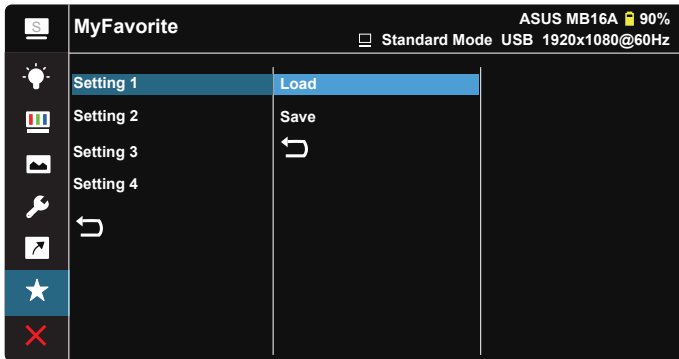 S
MyFavorite
ASUS MB16A 90%
Standard Mode USB 1920x1080@60Hz
Setting 1
Load
Setting 2
Save
Setting 3
Setting 4